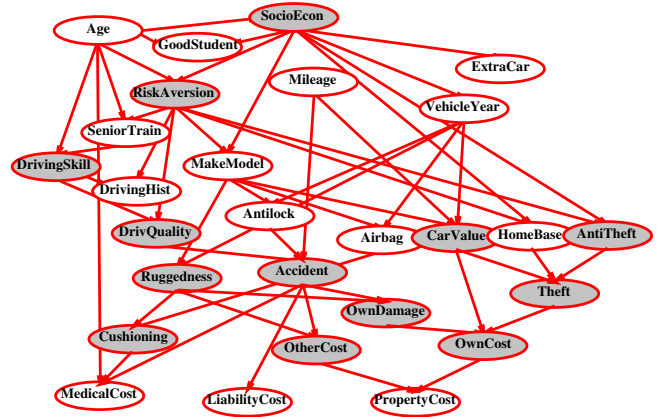 SocioEcon
Age
GoodStudent
ExtraCar
Mileage
RiskAversion
VehicleYear
SeniorTrain
DrivingSkill
MakeModel
DrivingHist
Antilock
DrivQuality
Airbag
CarValue
HomeBase
AntiTheft
Ruggedness
Accident
Theft
OwnDamage
Cushioning
OtherCost
OwnCost
MedicalCost
LiabilityCost
PropertyCost